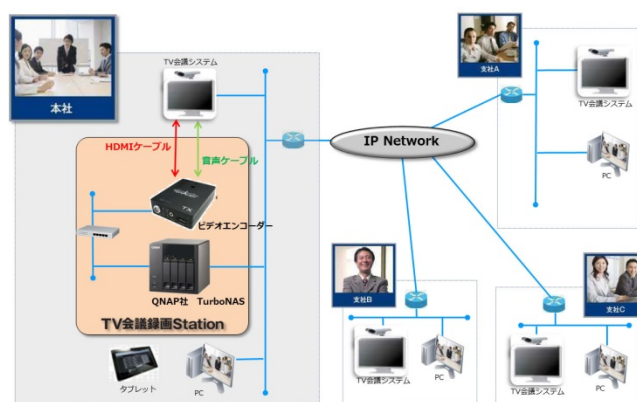 本社
TV会議システム
HDMIケーブル
音声ケーブル
TX
ビデオエンコーダー
QNAP社 TurboNAS
TV会議録画Station
タブレット
PC
IP Network
支社A
TV会議システム
PC
支社B
TV会議システム
PC
支社C
TV会議システム
PC